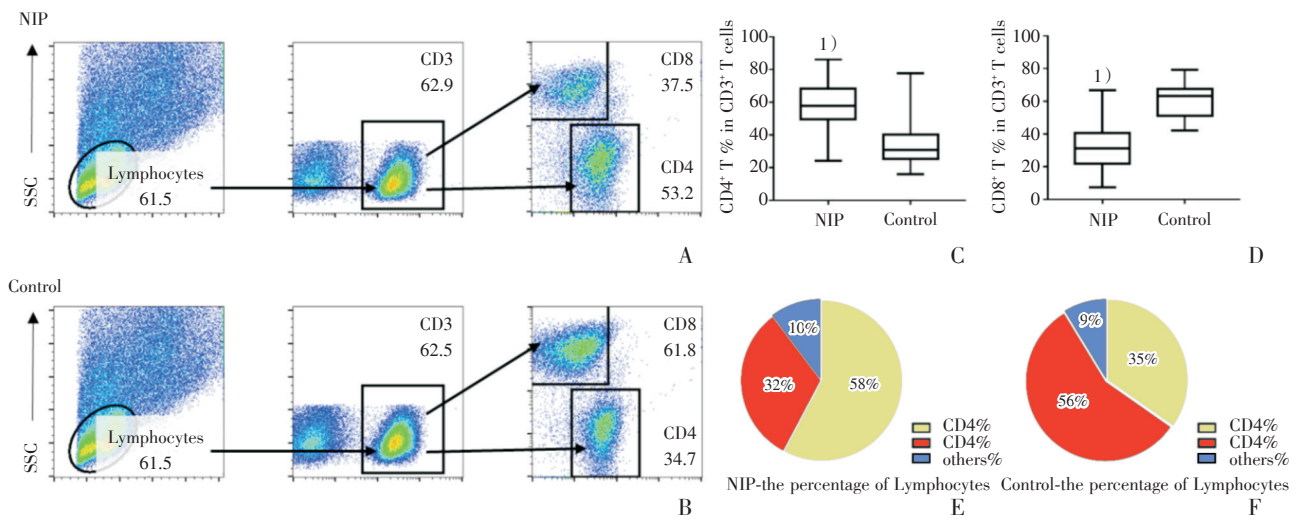 NIP
SSC
Lymphocytes
61.5
CD3
62.9
CD8
37.5
CD4
53.2
A
CD4⁺ T % in CD3⁺ T cells
100
80
60
40
20
0
1)
NIP
Control
C
CD8⁺ T % in CD3⁺ T cells
100
80
60
40
20
0
1)
NIP
Control
D
Control
SSC
Lymphocytes
61.5
CD3
62.5
CD8
61.8
CD4
34.7
B
10%
32%
58%
CD4%
CD4%
others%
NIP-the percentage of Lymphocytes
E
9%
35%
56%
CD4%
CD4%
others%
Control-the percentage of Lymphocytes
F